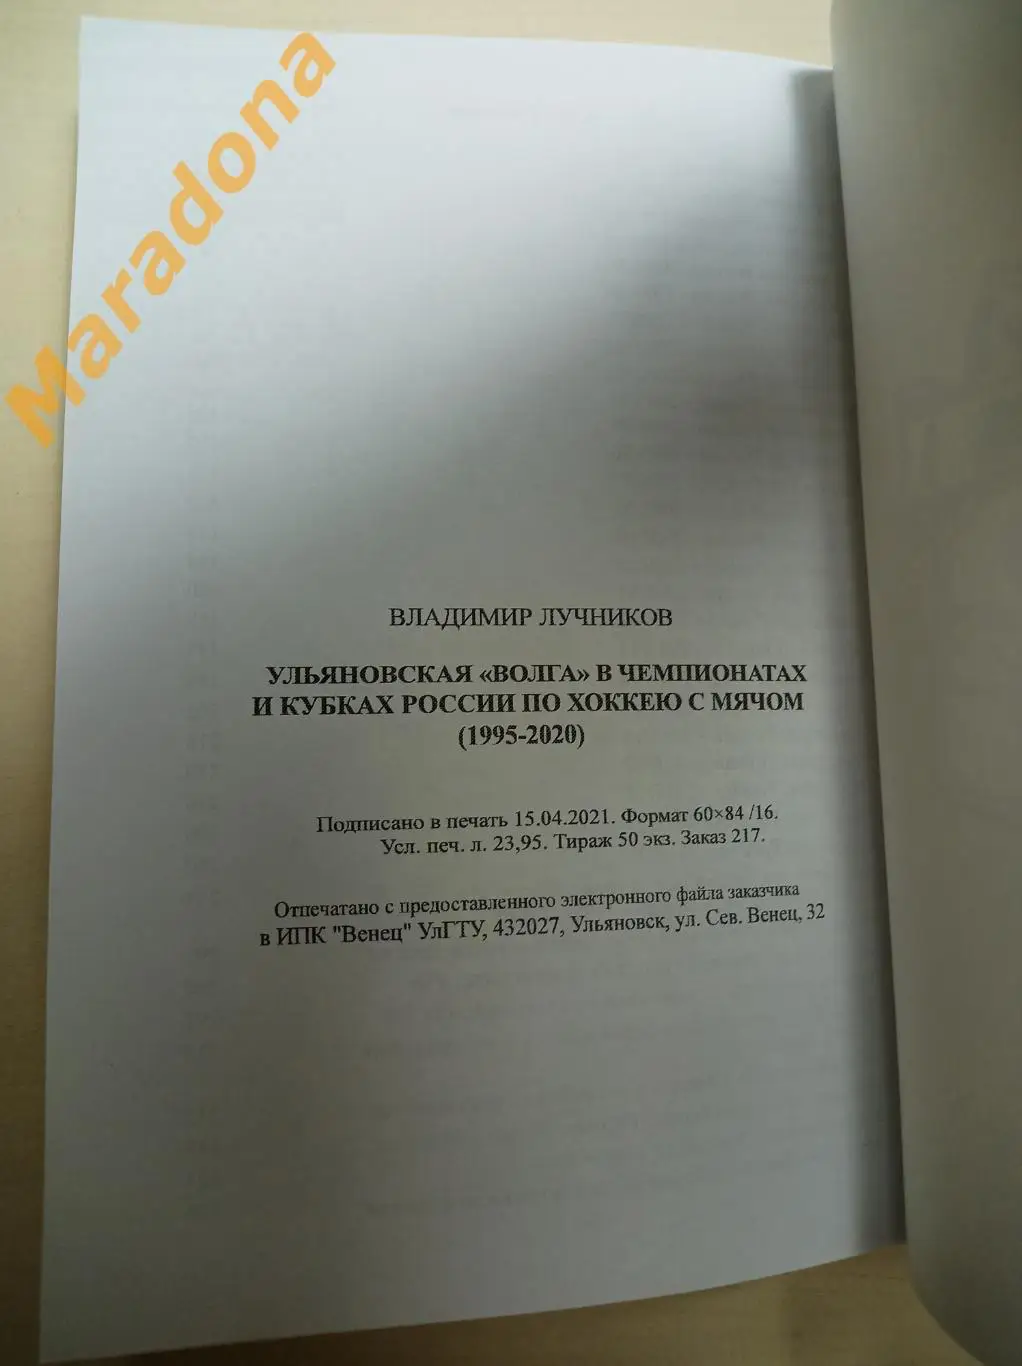 Maradona
ВЛАДИМИР ЛУЧНИКОВ
УЛЬЯНОВСКАЯ «ВОЛГА» В ЧЕМПИОНАТАХ
И КУБКАХ РОССИИ ПО ХОККЕЮ С МЯЧОМ
(1995-2020)
Подписано в печать 15.04.2021. Формат 60×84 /16.
Усл. печ. л. 23,95. Тираж 50 экз. Заказ 217.
Отпечатано с предоставленного электронного файла заказчика
в ИПК "Венец" УлГТУ, 432027, Ульяновск, ул. Сев. Венец, 32